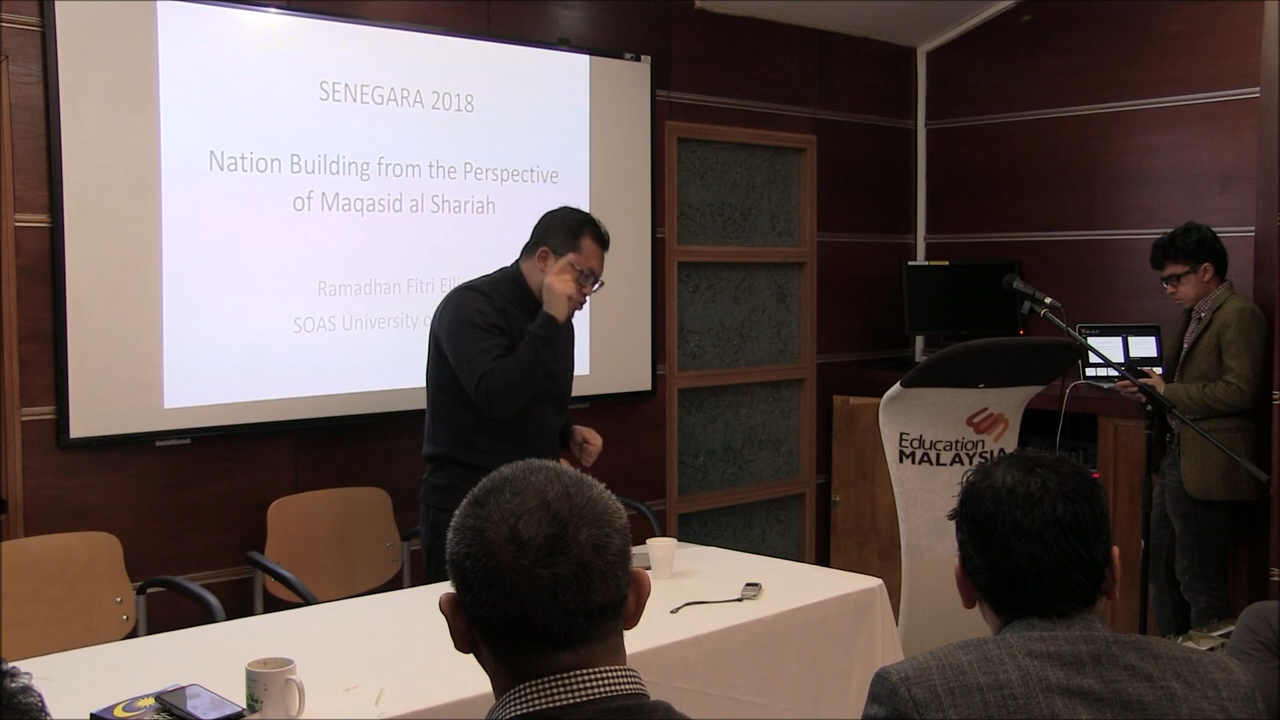 SENEGARA 2018
Nation Building from the Perspective
of Maqasid al Shariah
Ramadhan Fitri
SOAS University
Education
MALAYSIA